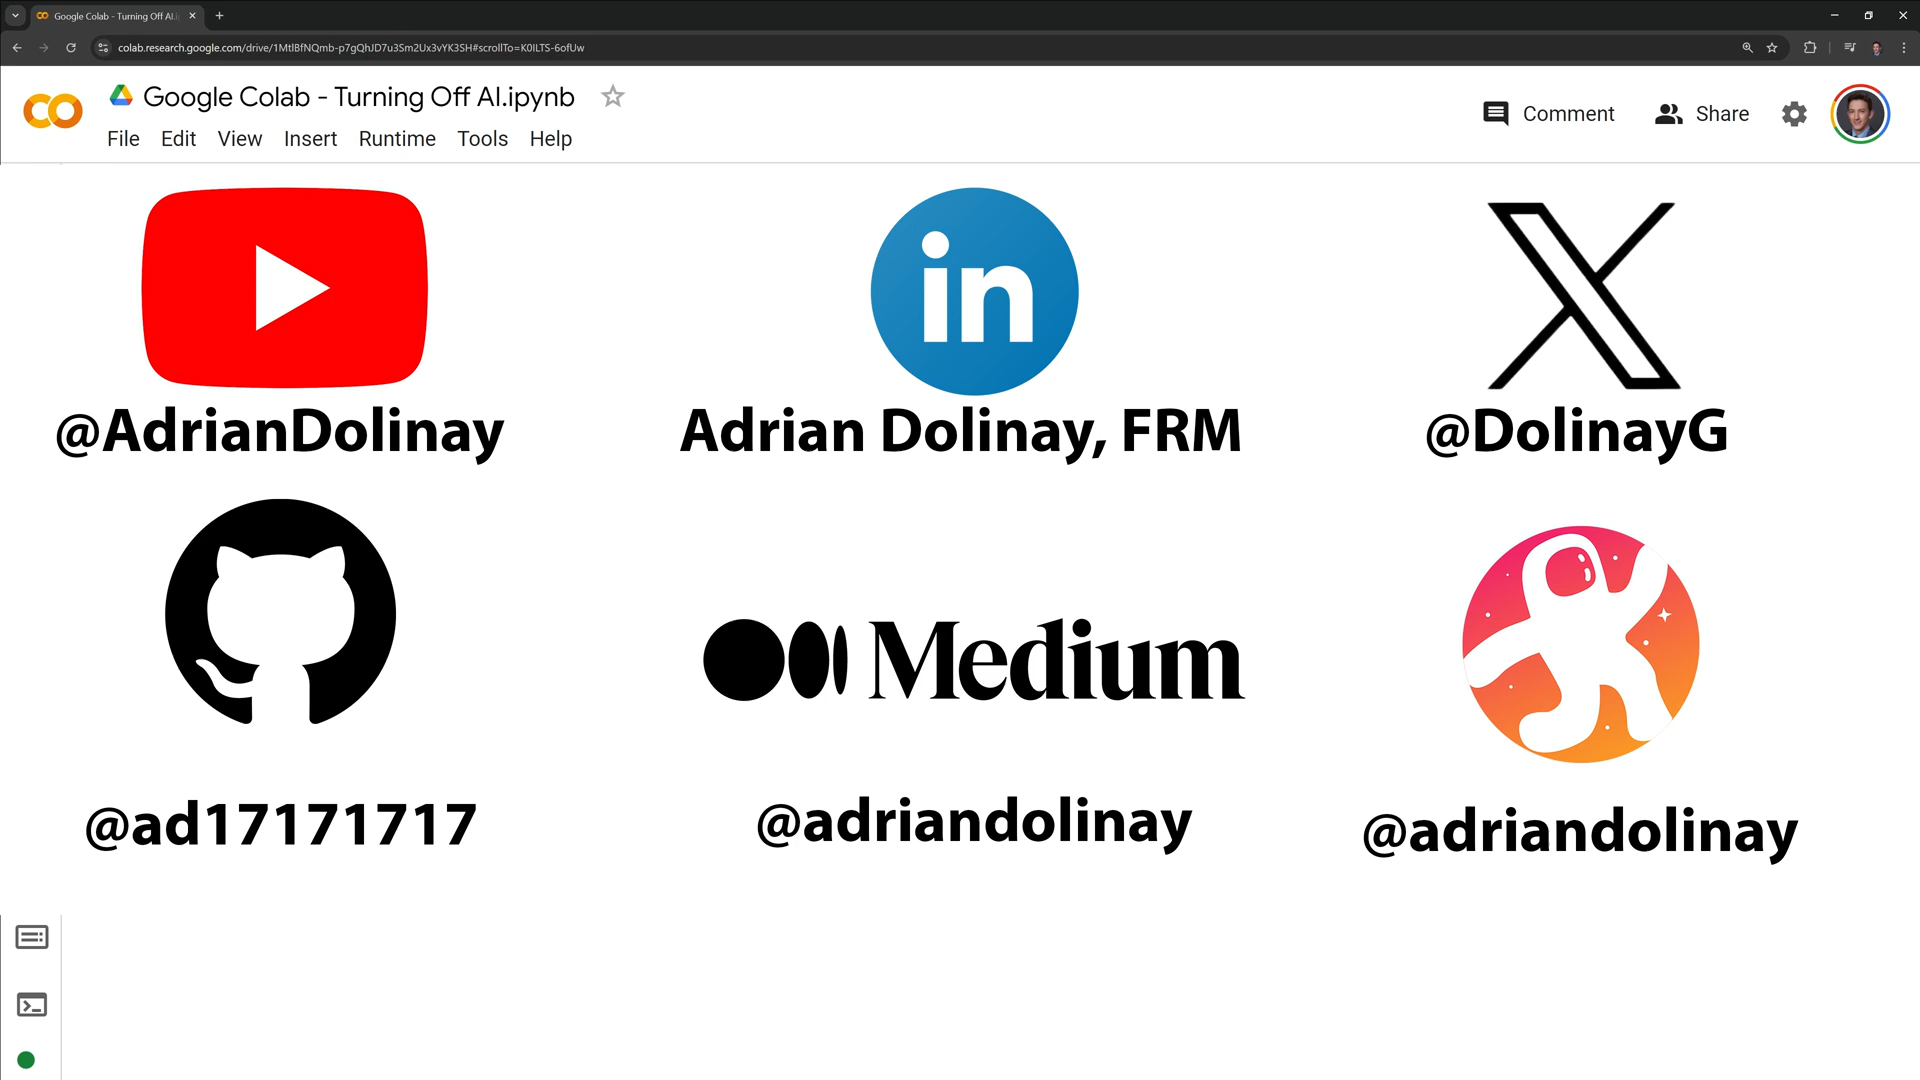 Google Colab - Turning Off AI.i
colab.research.google.com/drive/1MtlBfNQmb-p7gQhJD7u3Sm2Ux3vYK3SH#scrollTo=K0ILTS-6ofUw
Google Colab - Turning Off AI.ipynb
Comment
Share
File Edit View Insert Runtime Tools Help
in
@AdrianDolinay
Adrian Dolinay, FRM
@DolinayG
Medium
@ad17171717
@adriandolinay
@adriandolinay